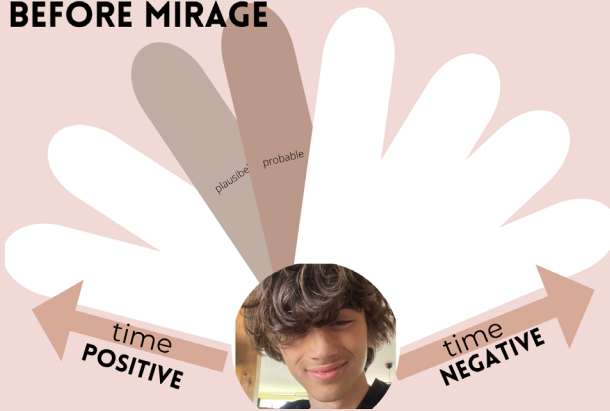 BEFORE MIRAGE
plausibe
probable
time
POSITIVE
time
NEGATIVE